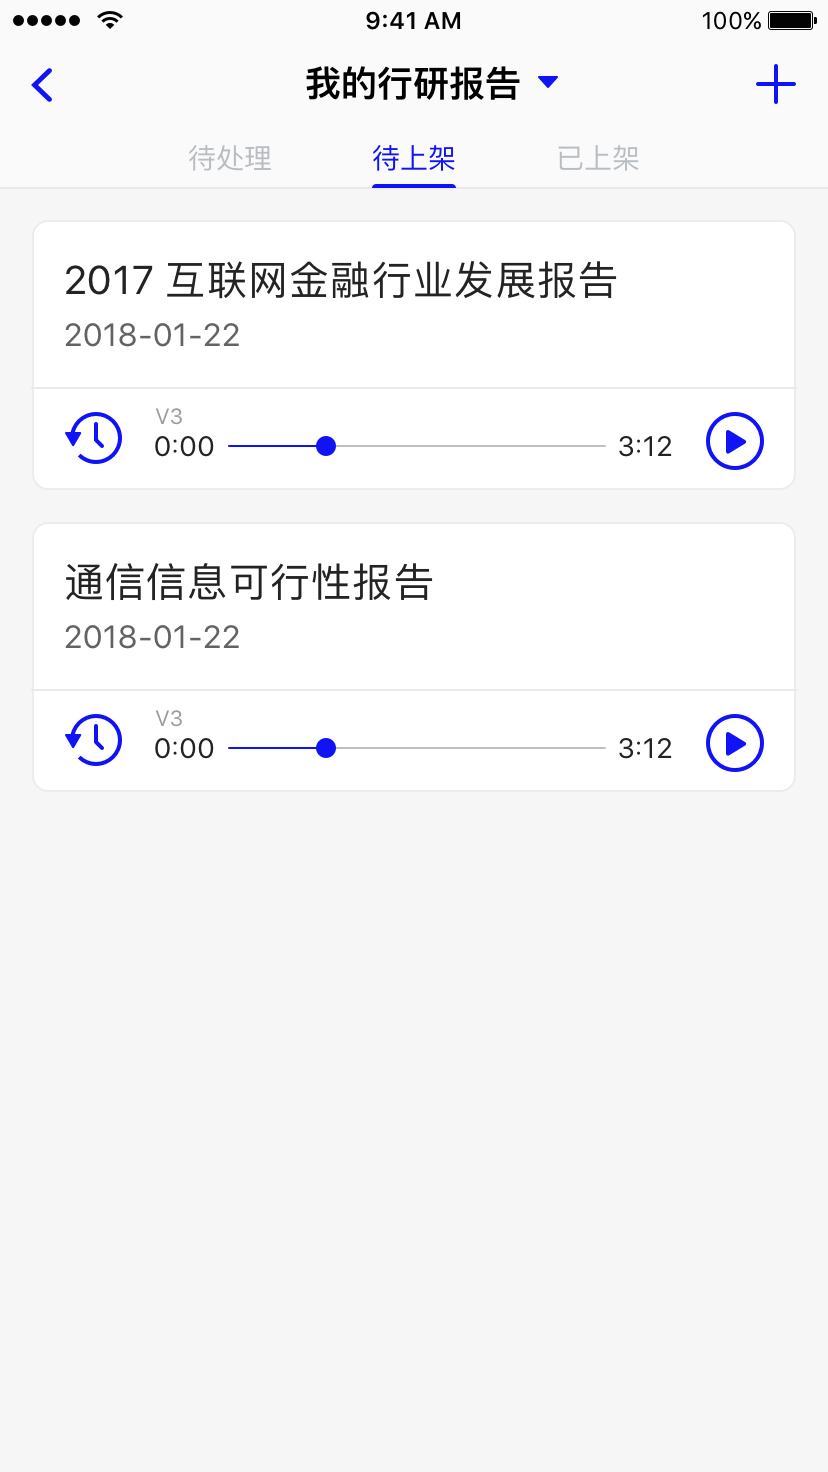 9:41 AM
100%
我的行研报告
待处理
待上架
已上架
2017 互联网金融行业发展报告
2018-01-22
V3
0:00
3:12
通信信息可行性报告
2018-01-22
V3
0:00
3:12